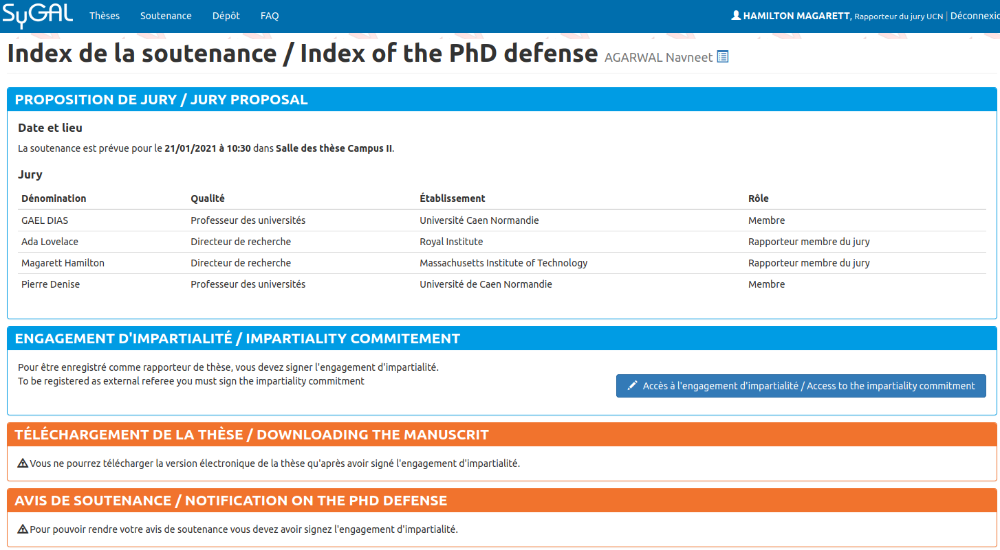 SyGAL Thèses Soutenance Dépôt FAQ HAMILTON MAGARETT, Rapporteur du jury UCN | Déconnexio
Index de la soutenance / Index of the PhD defense AGARWAL Navneet
PROPOSITION DE JURY / JURY PROPOSAL
Date et lieu
La soutenance est prévue pour le 21/01/2021 à 10:30 dans Salle des thèse Campus II.
Jury
Dénomination Qualité Établissement Rôle
GAEL DIAS Professeur des universités Université Caen Normandie Membre
Ada Lovelace Directeur de recherche Royal Institute Rapporteur membre du jury
Magarett Hamilton Directeur de recherche Massachusetts Institute of Technology Rapporteur membre du jury
Pierre Denise Professeur des universités Université de Caen Normandie Membre
ENGAGEMENT D'IMPARTIALITÉ / IMPARTIALITY COMMITEMENT
Pour être enregistré comme rapporteur de thèse, vous devez signer l'engagement d'impartialité.
To be registered as external referee you must sign the impartiality commitment
Accès à l'engagement d'impartialité / Access to the impartiality commitment
TÉLÉCHARGEMENT DE LA THÈSE / DOWNLOADING THE MANUSCRIT
Vous ne pourrez télécharger la version électronique de la thèse qu'après avoir signé l'engagement d'impartialité.
AVIS DE SOUTENANCE / NOTIFICATION ON THE PHD DEFENSE
Pour pouvoir rendre votre avis de soutenance vous devez avoir signez l'engagement d'impartialité.